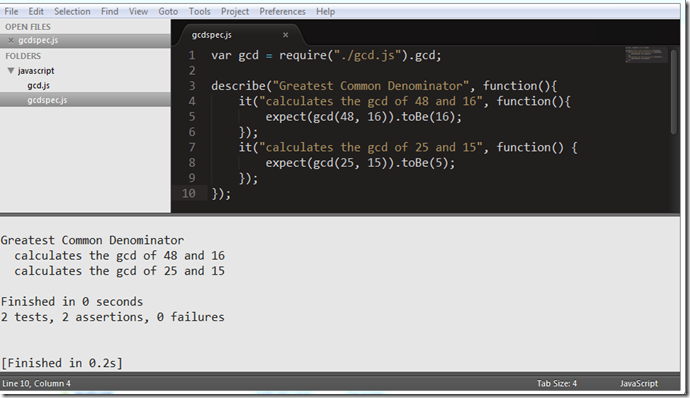 File Edit Selection Find View Goto Tools Project Preferences Help
OPEN FILES
× gcdspec.js
FOLDERS
▼ javascript
gcd.js
gcdspec.js
gcdspec.js ×
1 var gcd = require("./gcd.js").gcd;
2
3 describe("Greatest Common Denominator", function(){
4     it("calculates the gcd of 48 and 16", function(){
5         expect(gcd(48, 16)).toBe(16);
6     });
7     it("calculates the gcd of 25 and 15", function() {
8         expect(gcd(25, 15)).toBe(5);
9     });
10 });
Greatest Common Denominator
  calculates the gcd of 48 and 16
  calculates the gcd of 25 and 15
Finished in 0 seconds
2 tests, 2 assertions, 0 failures
[Finished in 0.2s]
Line 10, Column 4 Tab Size: 4 JavaScript